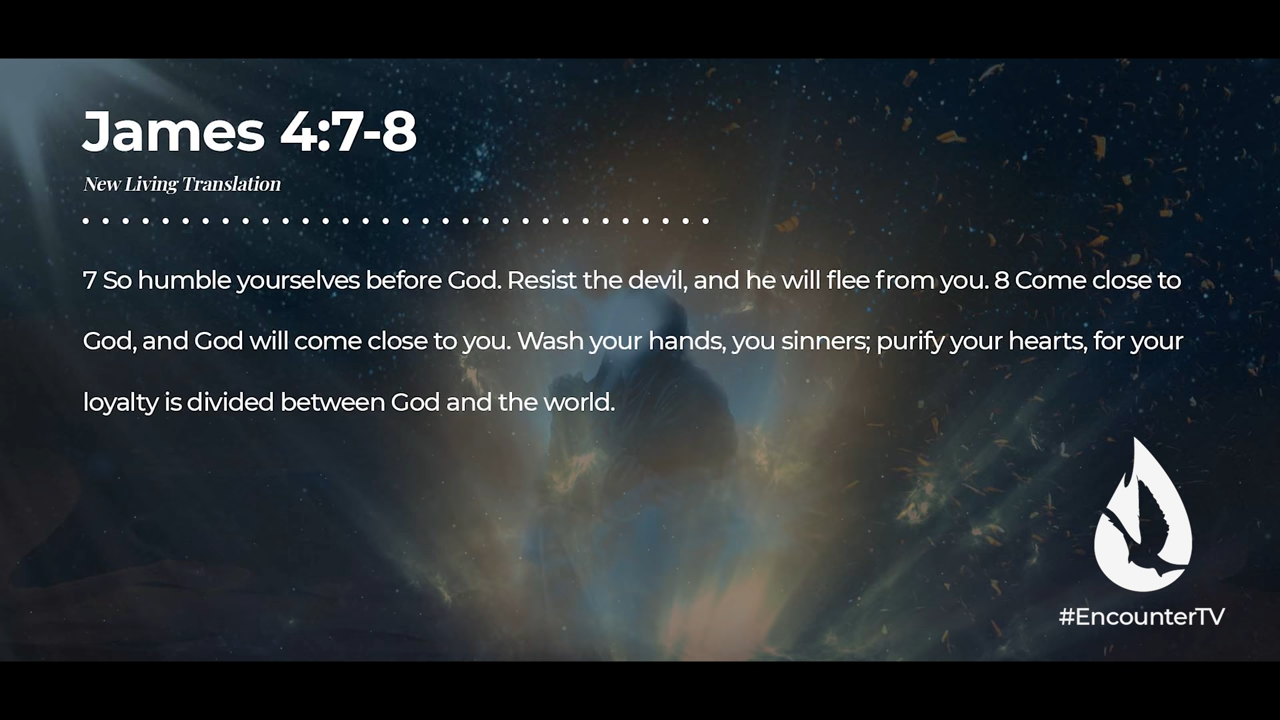 James 4:7-8
New Living Translation
7 So humble yourselves before God. Resist the devil, and he will flee from you. 8 Come close to
God, and God will come close to you. Wash your hands, you sinners; purify your hearts, for your
loyalty is divided between God and the world.
#EncounterTV